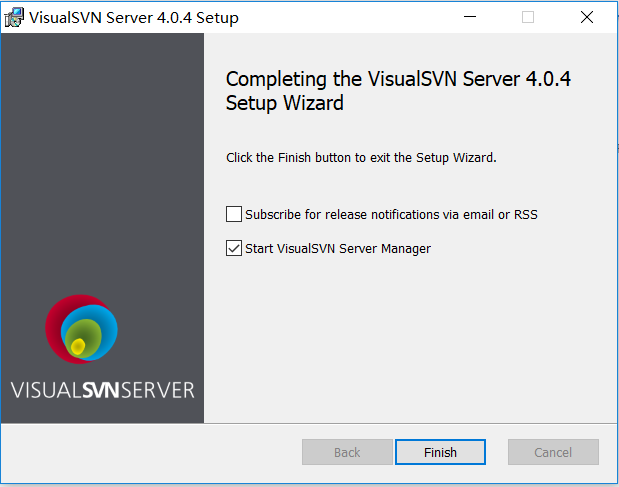 VisualSVN Server 4.0.4 Setup
Completing the VisualSVN Server 4.0.4
Setup Wizard
Click the Finish button to exit the Setup Wizard.
Subscribe for release notifications via email or RSS
Start VisualSVN Server Manager
VISUALSVNSERVER
Back
Finish
Cancel